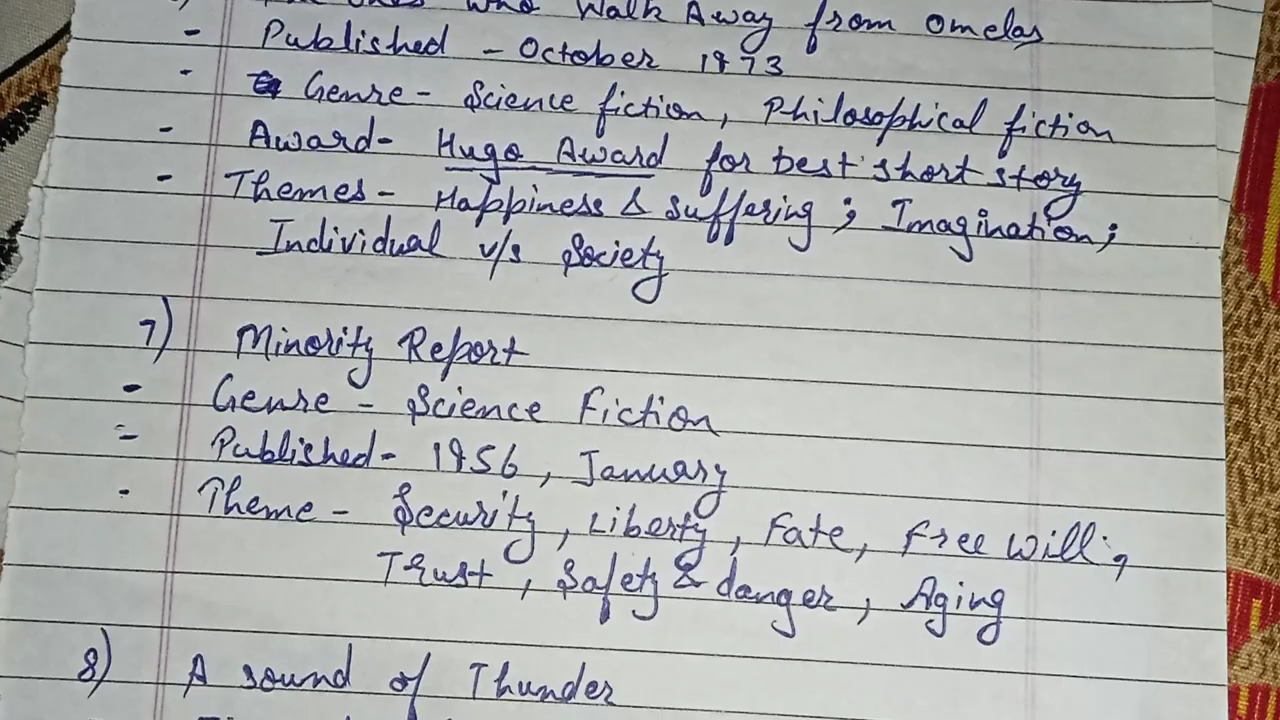 Who Walk Away from Omelas
- Published - October 1973
- Genre - Science fiction, Philosophical fiction
- Award- Hugo Award for best short story
- Themes - Happiness & suffering ; Imagination ;
Individual v/s Society
7) Minority Report
- Genre - Science Fiction
- Published - 1956, January
- Theme - Security, Liberty, Fate, Free will,
Trust, Safety & danger, Aging
8) A sound of Thunder